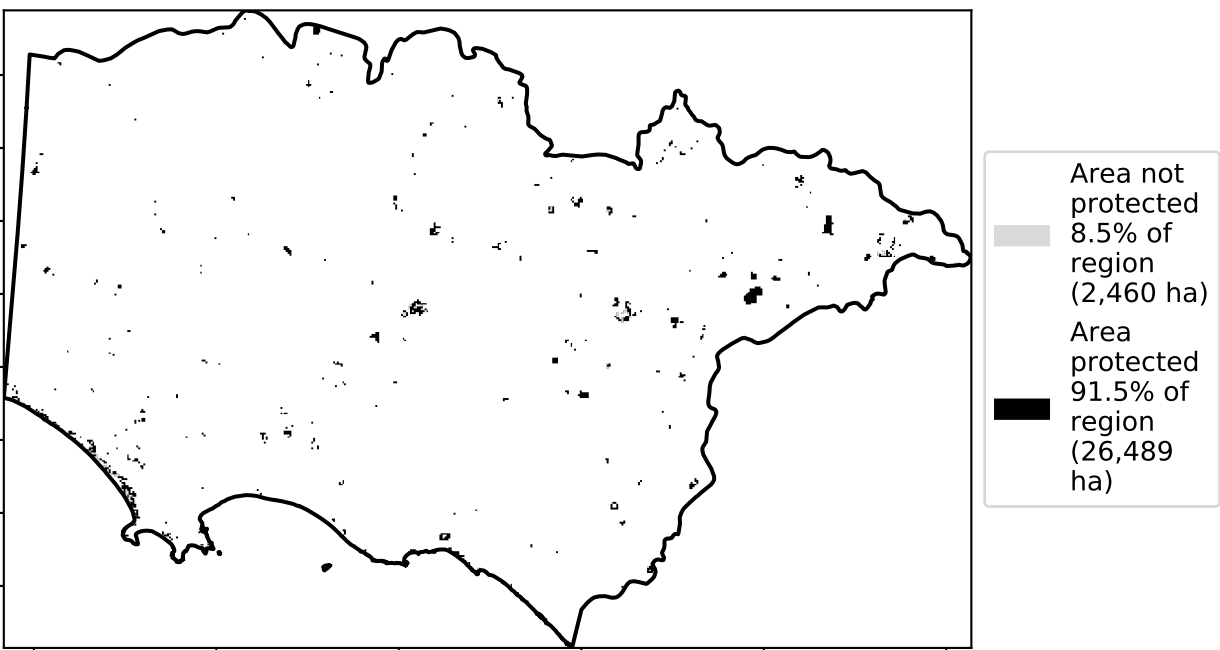 Area not
protected
8.5% of
region
(2,460 ha)
Area
protected
91.5% of
region
(26,489
ha)